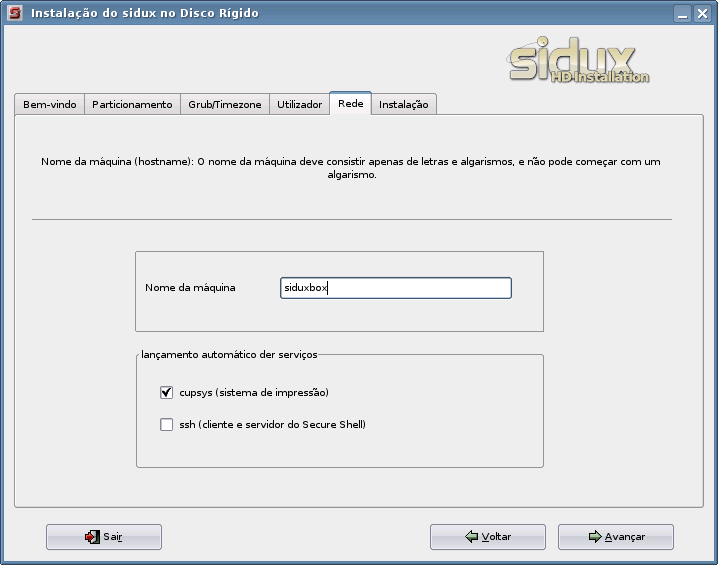 Instalação do sidux no Disco Rígido
sidux
HD-Installation
Bem-vindo Particionamento Grub/Timezone Utilizador Rede Instalação
Nome da máquina (hostname): O nome da máquina deve consistir apenas de letras e algarismos, e não pode começar com um
algarismo.
Nome da máquina siduxbox
lançamento automático der serviços
cupsys (sistema de impressão)
ssh (cliente e servidor do Secure Shell)
Sair Voltar Avançar